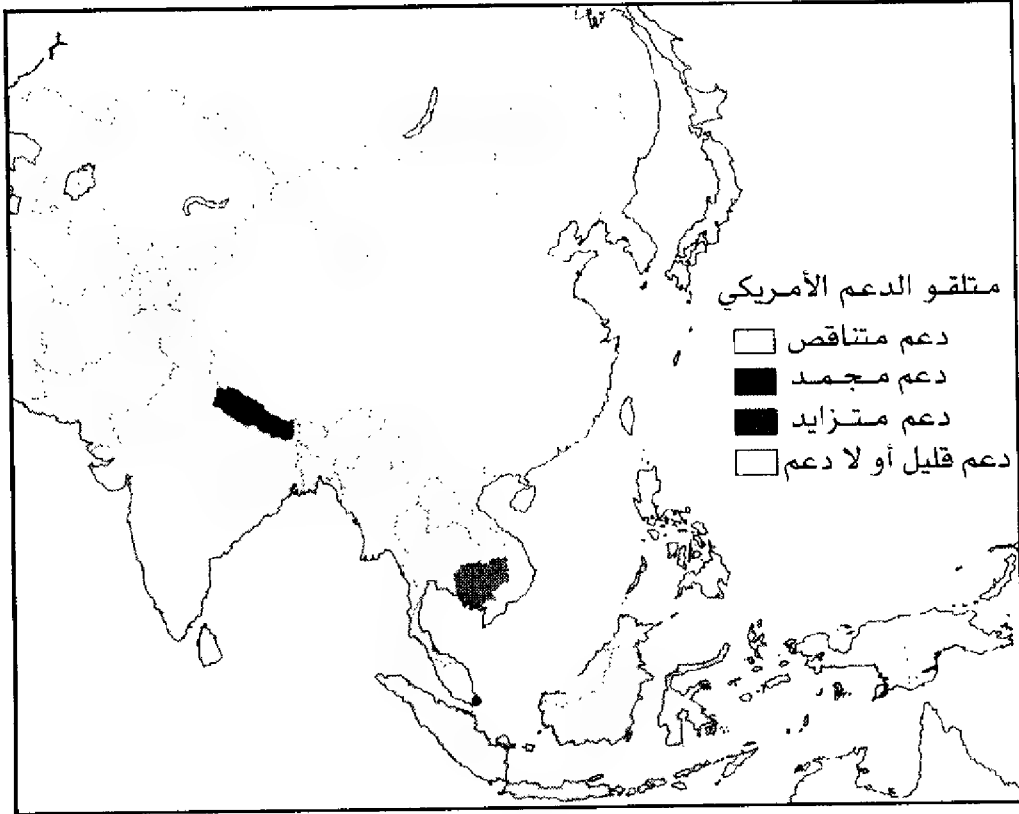 متلقو الدعم الأمريكي
دعم متناقص
دعم مجمد
دعم متزايد
دعم قليل أو لا دعم